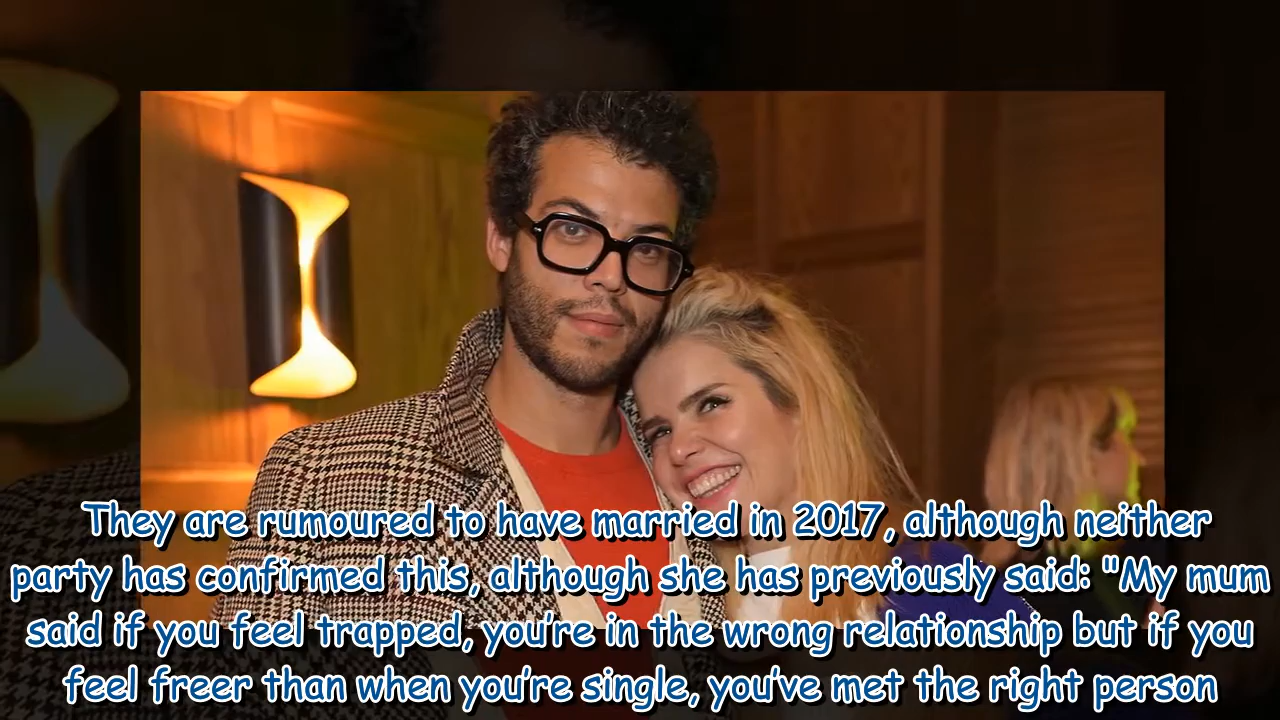 They are rumoured to have married in 2017, although neither
party has confirmed this, although she has previously said: "My mum
said if you feel trapped, you're in the wrong relationship but if you
feel freer than when you're single, you've met the right person